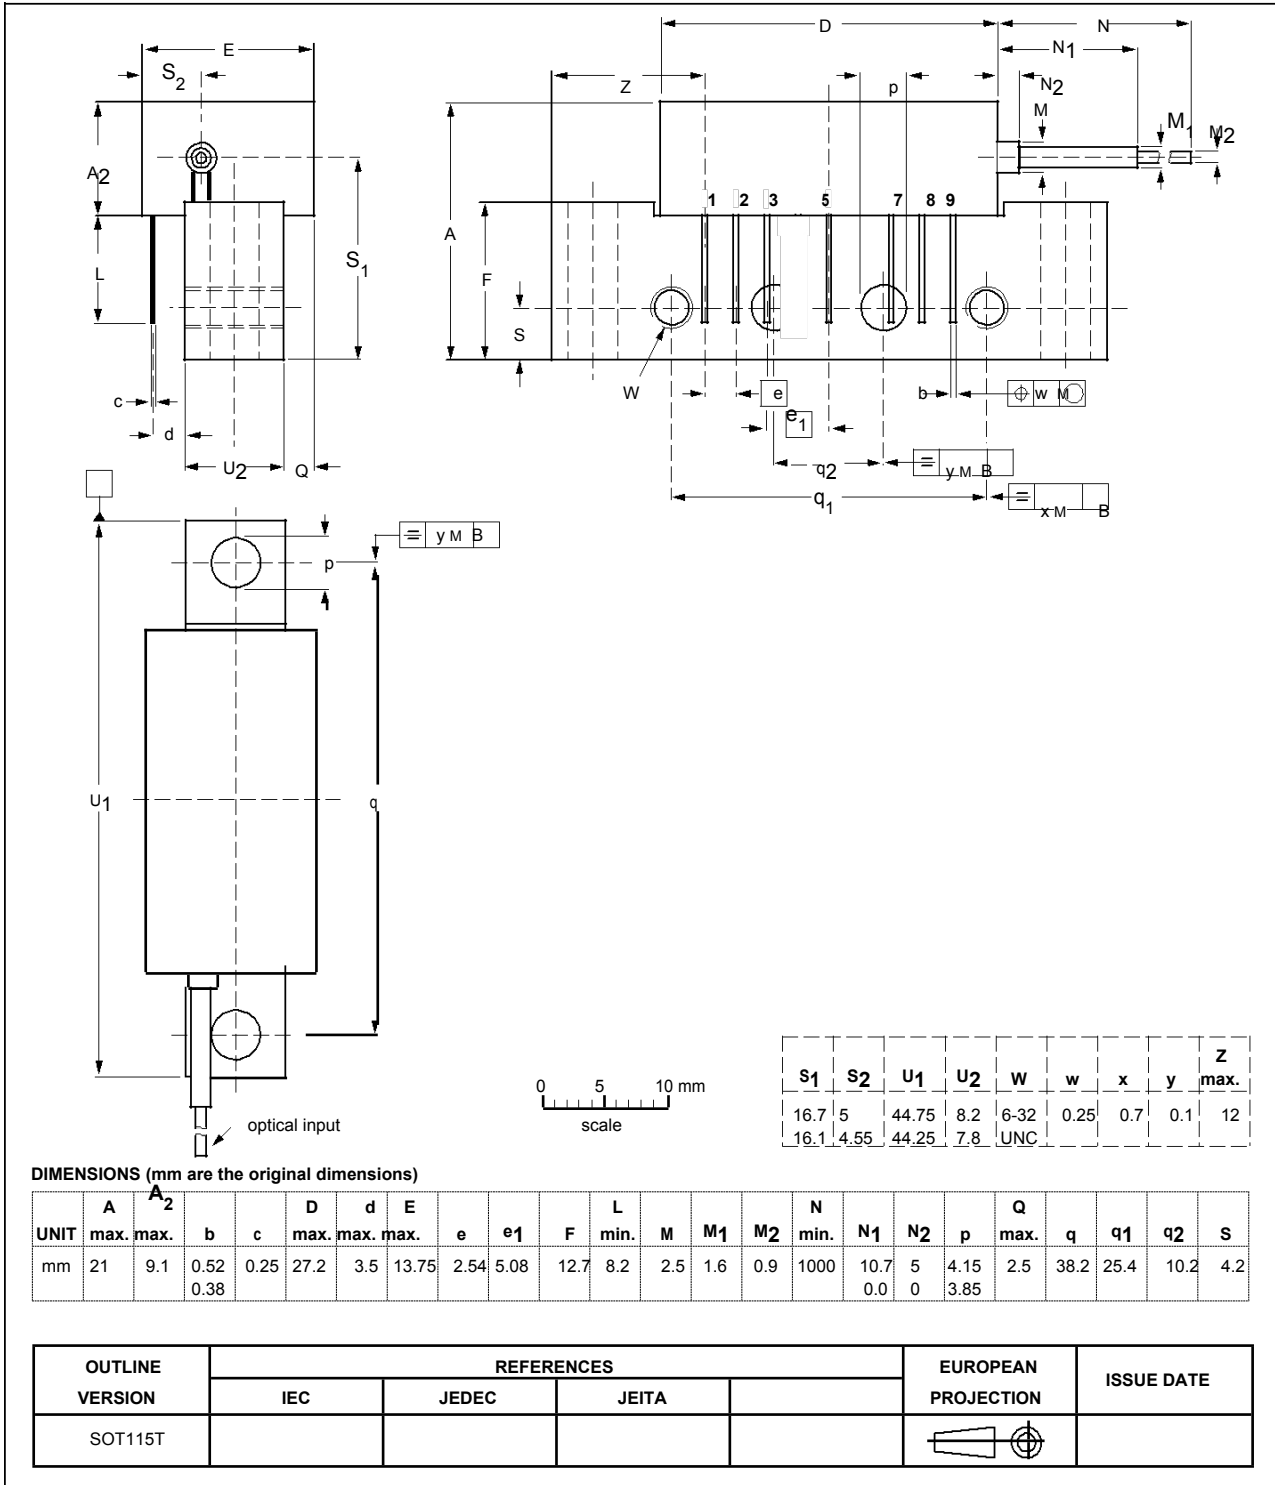 E
S2
A2
L
S1
c
d
U2
Q
D
N
N1
Z
p
N2
M
M1
M2
1 2 3 5 7 8 9
A
F
S
W
e
b
w M
e1
q2
y M B
q1
x M B
y M B
p
U1
q
optical input
0 5 10 mm
scale
S1 S2 U1 U2 W w x y Z max.
16.7 5 44.75 8.2 6-32 0.25 0.7 0.1 12
16.1 4.55 44.25 7.8 UNC
DIMENSIONS (mm are the original dimensions)
UNIT A max. A2 max. b c D max. d max. E max. e e1 F L min. M M1 M2 N min. N1 N2 p Q max. q q1 q2 S
mm 21 9.1 0.52 0.25 27.2 3.5 13.75 2.54 5.08 12.7 8.2 2.5 1.6 0.9 1000 10.7 5 4.15 2.5 38.2 25.4 10.2 4.2
0.38 0.0 0 3.85
OUTLINE VERSION REFERENCES EUROPEAN PROJECTION ISSUE DATE
IEC JEDEC JEITA
SOT115T